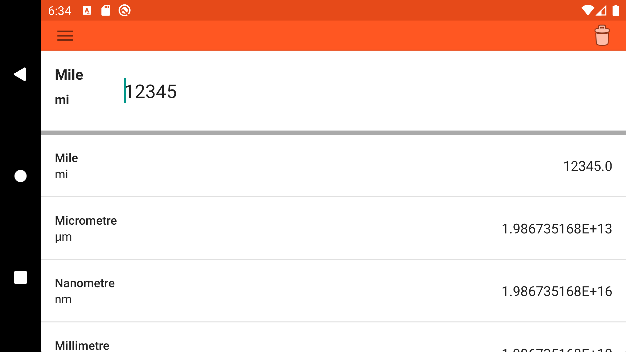 6:34
Mile
mi
12345
Mile
mi
12345.0
Micrometre
µm
1.986735168E+13
Nanometre
nm
1.986735168E+16
Millimetre